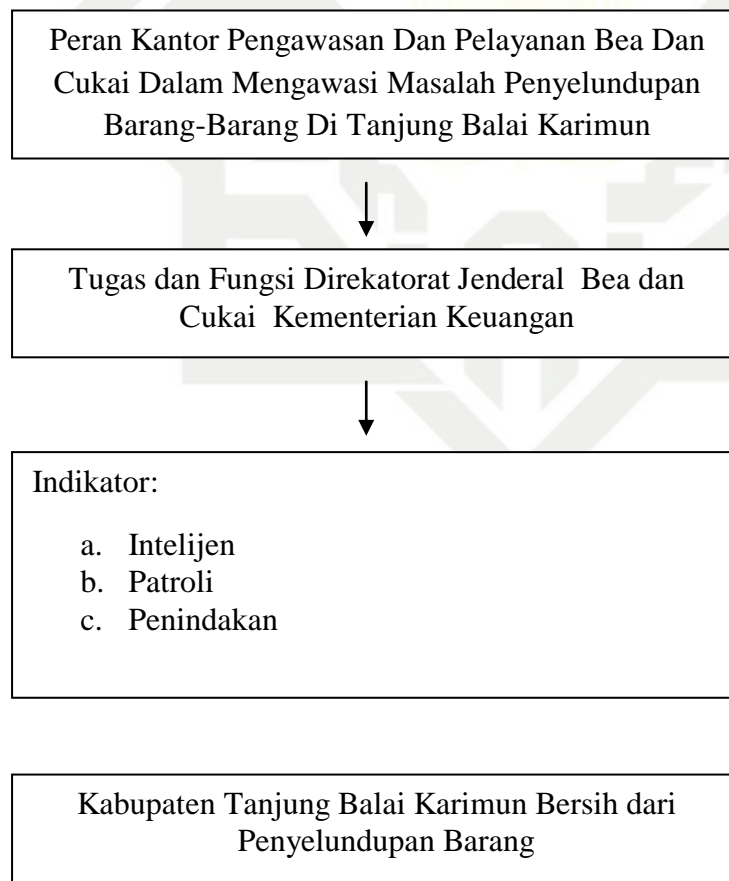 Peran Kantor Pengawasan Dan Pelayanan Bea Dan
Cukai Dalam Mengawasi Masalah Penyelundupan
Barang-Barang Di Tanjung Balai Karimun
Tugas dan Fungsi Direkatorat Jenderal Bea dan
Cukai Kementerian Keuangan
Indikator:
a. Intelijen
b. Patroli
c. Penindakan
Kabupaten Tanjung Balai Karimun Bersih dari
Penyelundupan Barang